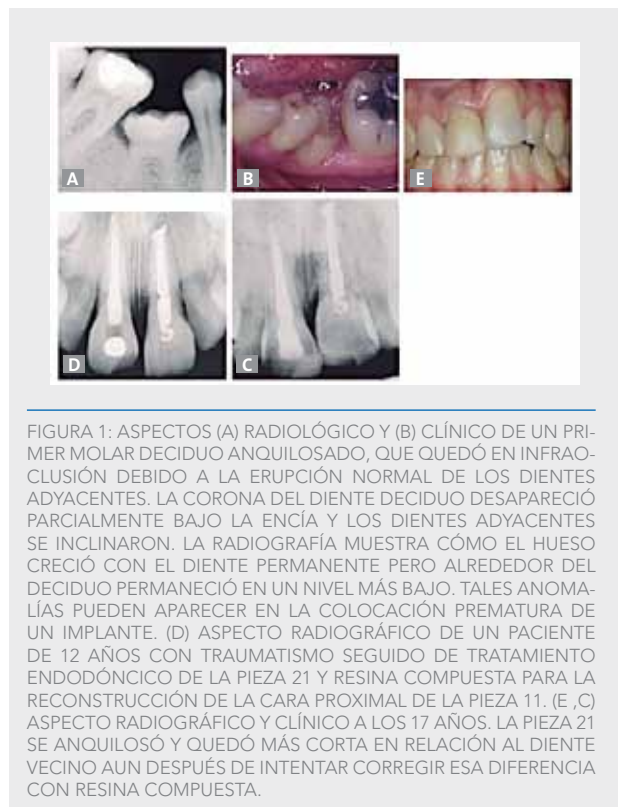 A
B
E
D
C
FIGURA 1: ASPECTOS (A) RADIOLÓGICO Y (B) CLÍNICO DE UN PRI-
MER MOLAR DECIDUO ANQUILOSADO, QUE QUEDÓ EN INFRAO-
CLUSIÓN DEBIDO A LA ERUPCIÓN NORMAL DE LOS DIENTES
ADYACENTES. LA CORONA DEL DIENTE DECIDUO DESAPARECIÓ
PARCIALMENTE BAJO LA ENCÍA Y LOS DIENTES ADYACENTES
SE INCLINARON. LA RADIOGRAFÍA MUESTRA CÓMO EL HUESO
CRECIÓ CON EL DIENTE PERMANENTE PERO ALREDEDOR DEL
DECIDUO PERMANECIÓ EN UN NIVEL MÁS BAJO. TALES ANOMA-
LÍAS PUEDEN APARECER EN LA COLOCACIÓN PREMATURA DE
UN IMPLANTE. (D) ASPECTO RADIOGRÁFICO DE UN PACIENTE
DE 12 AÑOS CON TRAUMATISMO SEGUIDO DE TRATAMIENTO
ENDODÓNCICO DE LA PIEZA 21 Y RESINA COMPUESTA PARA LA
RECONSTRUCCIÓN DE LA CARA PROXIMAL DE LA PIEZA 11. (E ,C)
ASPECTO RADIOGRÁFICO Y CLÍNICO A LOS 17 AÑOS. LA PIEZA 21
SE ANQUILOSÓ Y QUEDÓ MÁS CORTA EN RELACIÓN AL DIENTE
VECINO AUN DESPUÉS DE INTENTAR CORREGIR ESA DIFERENCIA
CON RESINA COMPUESTA.